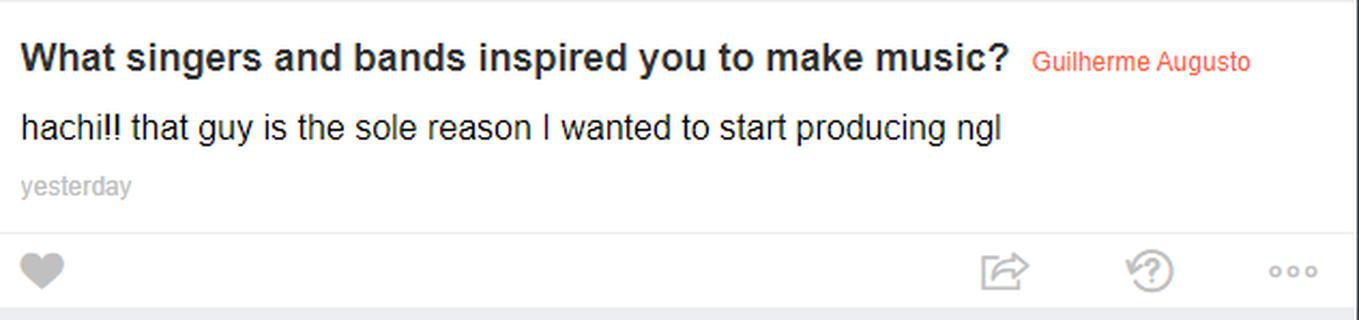 What singers and bands inspired you to make music? Guilherme Augusto
hachi!! that guy is the sole reason I wanted to start producing ngl
yesterday